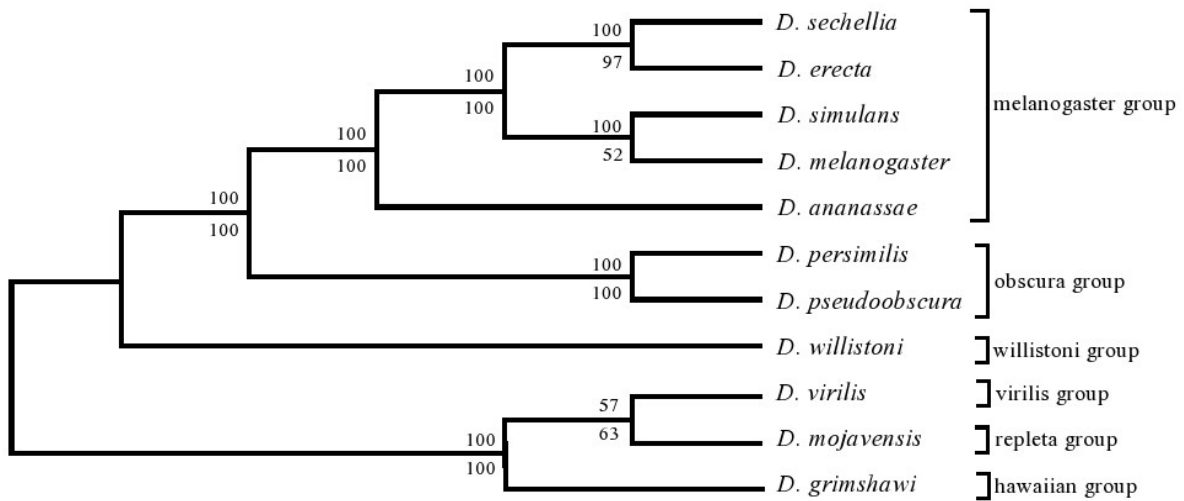 100
97
D. sechellia
D. erecta
100
100
100
52
D. simulans
D. melanogaster
melanogaster group
100
100
D. ananassae
100
100
100
100
D. persimilis
D. pseudoobscura
obscura group
D. willistoni
willistoni group
57
63
D. virilis
virilis group
D. mojavensis
repleta group
100
100
D. grimshawi
hawaiian group